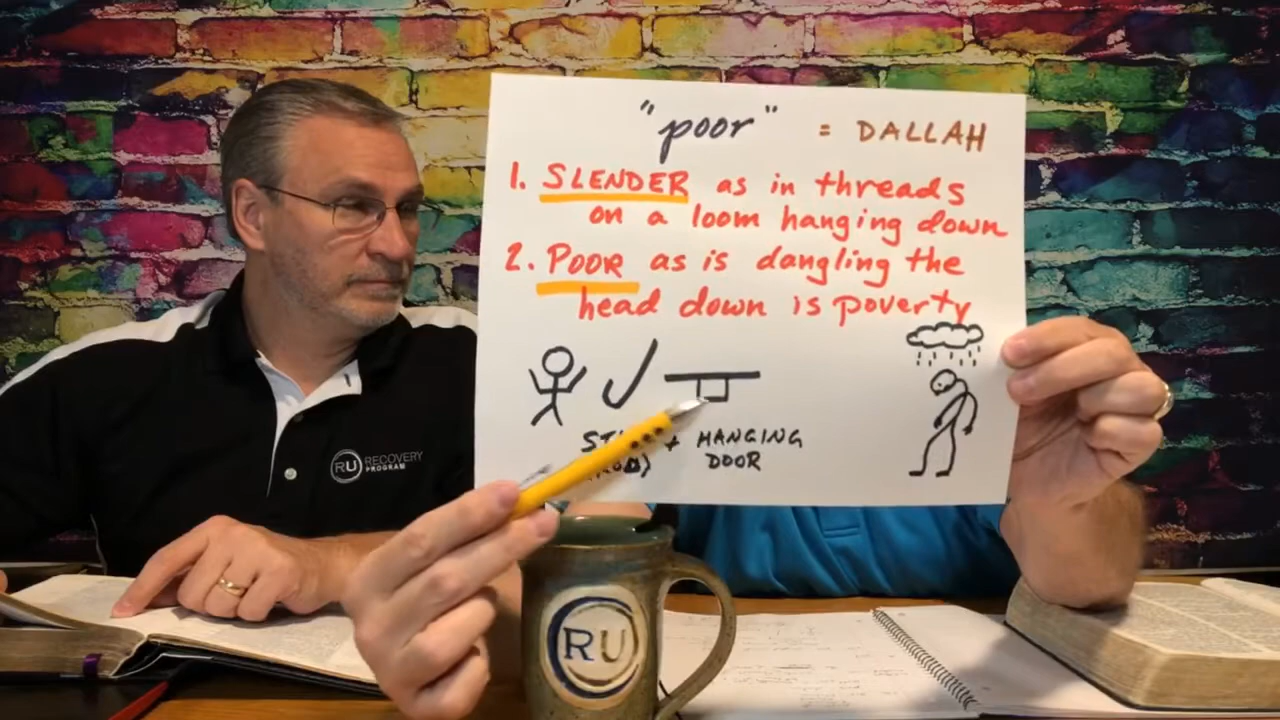 "poor" = DALLAH
1. SLENDER as in threads
on a loom hanging down
2. POOR as is dangling the
head down is poverty
+ HANGING
DOOR
RU RECOVERY
PROGRAM
RU